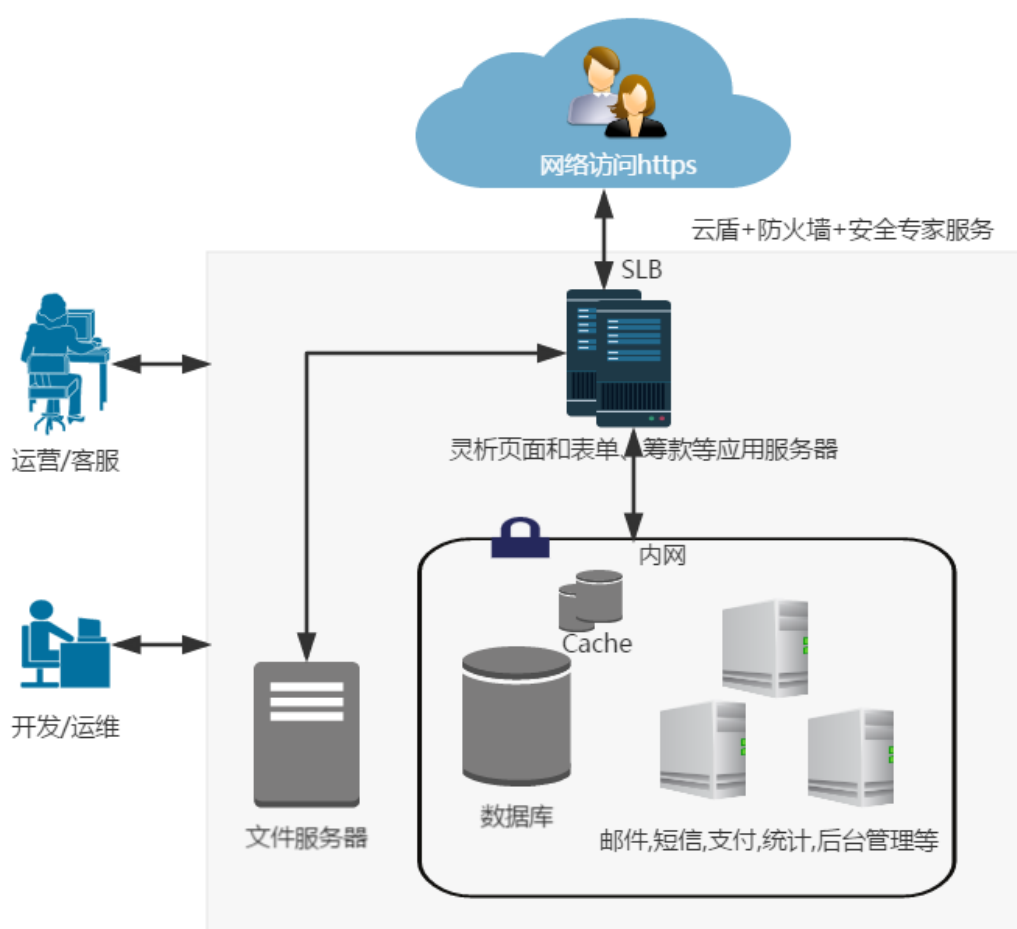 网络访问https
云盾+防火墙+安全专家服务
SLB
灵析页面和表单、筹款等应用服务器
运营/客服
内网
Cache
开发/运维
数据库
文件服务器
邮件,短信,支付,统计,后台管理等